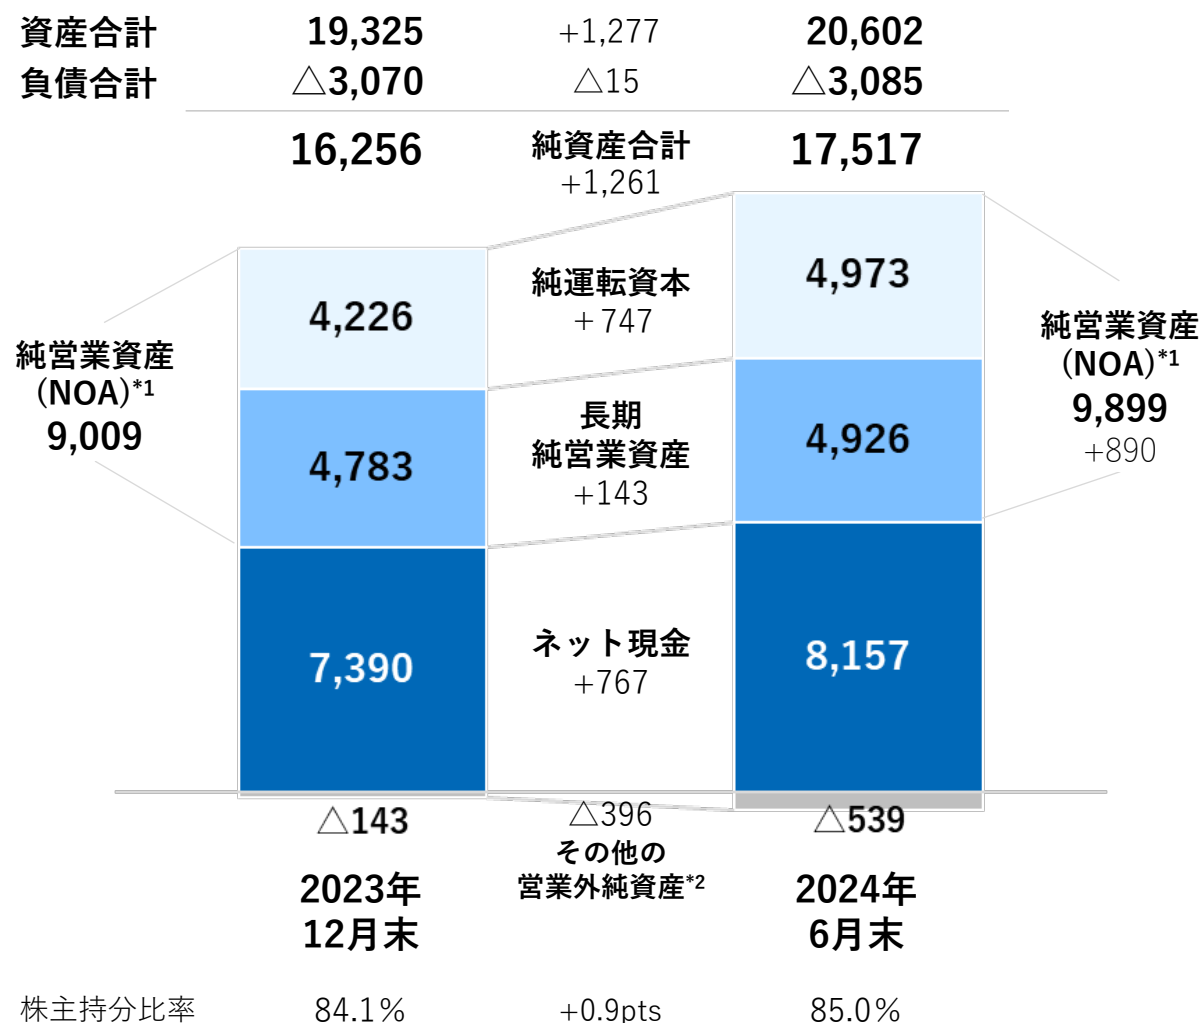 資産合計 19,325 +1,277 20,602
負債合計 △3,070 △15 △3,085
16,256 純資産合計 17,517
+1,261
4,226 純運転資本 4,973
+747
純営業資産
(NOA)*1
9,009
純営業資産
(NOA)*1
9,899
+890
4,783 長期
純営業資産
+143
4,926
7,390 ネット現金 8,157
+767
△143 △396 △539
その他の
営業外純資産*2
2023年
12月末
2024年
6月末
株主持分比率 84.1% +0.9pts 85.0%